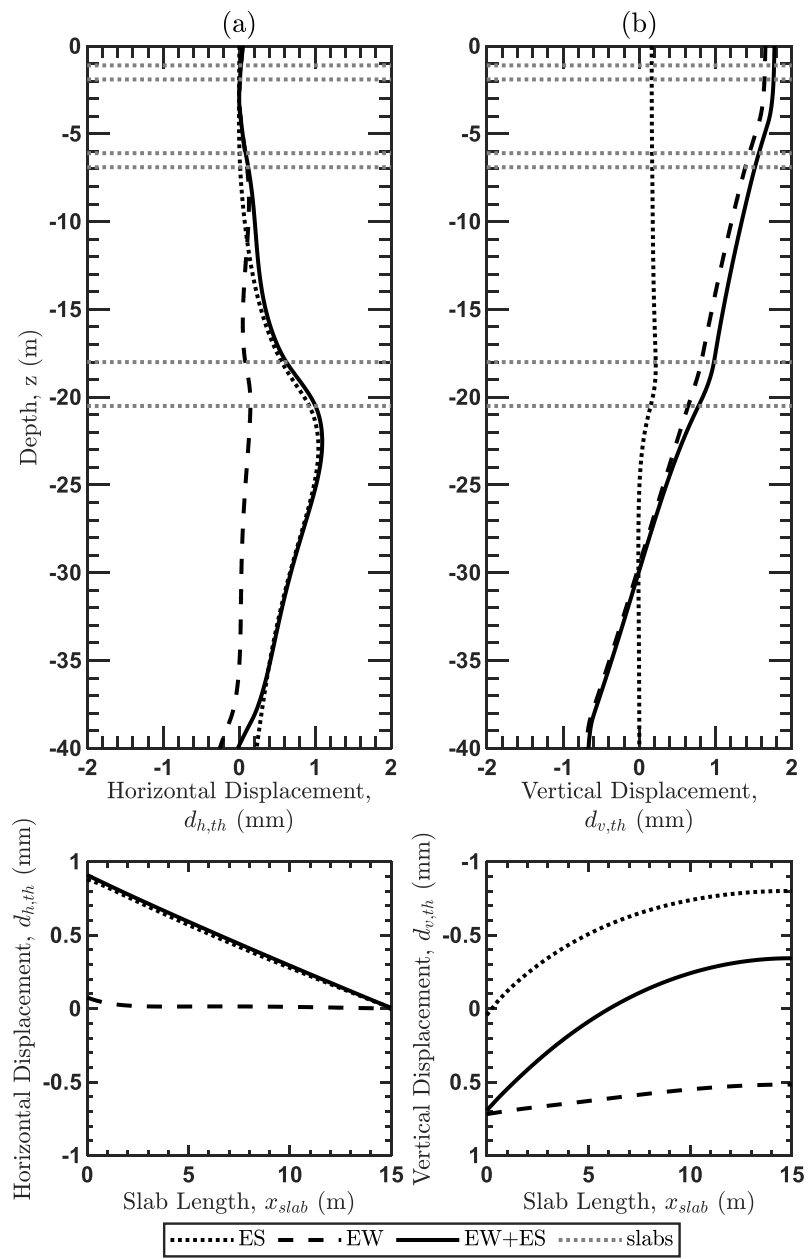 (a)
(b)
0
-5
-10
-15
-20
-25
-30
-35
-40
Depth, z (m)
-2 -1 0 1 2
Horizontal Displacement,
d_{h,th} (mm)
0
-5
-10
-15
-20
-25
-30
-35
-40
-2 -1 0 1 2
Vertical Displacement,
d_{v,th} (mm)
Horizontal Displacement, d_{h,th} (mm)
1
0.5
0
-0.5
-1
0 5 10 15
Slab Length, x_{slab} (m)
Vertical Displacement, d_{v,th} (mm)
-1
-0.5
0
0.5
1
0 5 10 15
Slab Length, x_{slab} (m)
ES EW EW+ES slabs